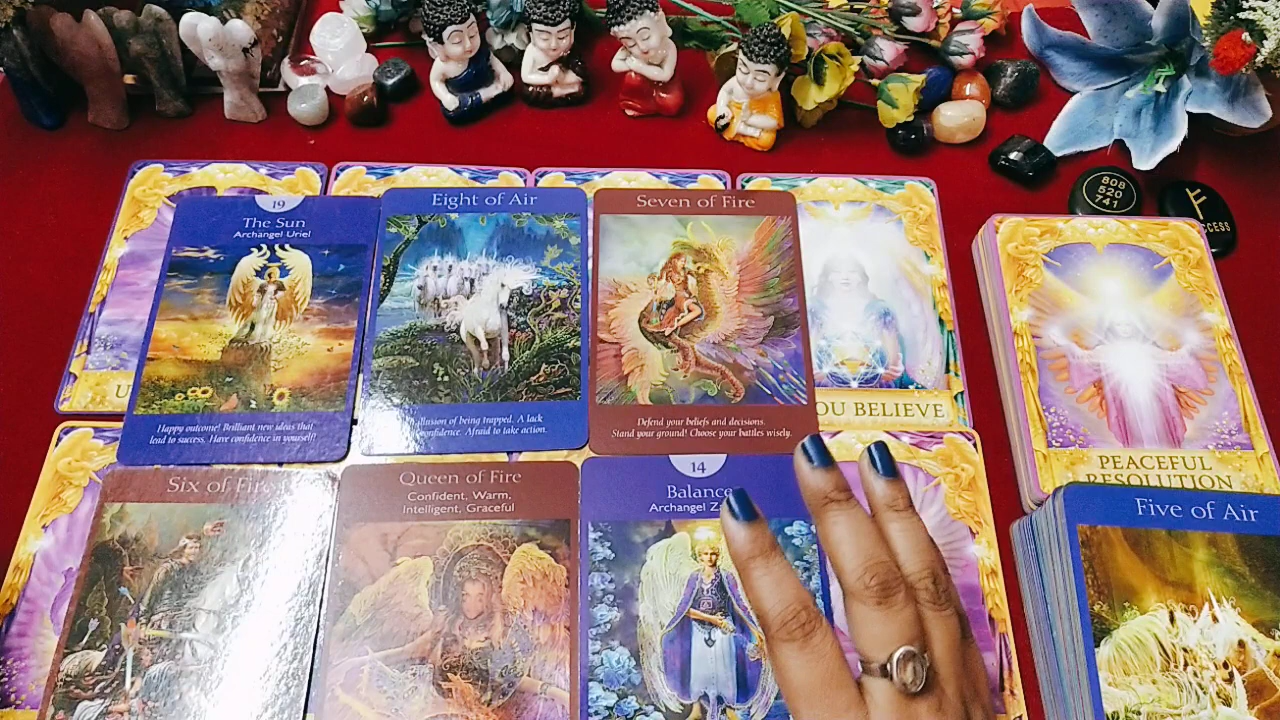 808
520
741
SUCCESS
19
The Sun
Archangel Uriel
Happy outcome! Brilliant new ideas that
lead to success. Have confidence in yourself!
Eight of Air
Illusion of being trapped. A lack
confidence. Afraid to take action.
Seven of Fire
Defend your beliefs and decisions.
Stand your ground! Choose your battles wisely.
OU BELIEVE
PEACEFUL
RESOLUTION
Six of Fire
Queen of Fire
Confident, Warm,
Intelligent, Graceful
14
Balance
Archangel
Five of Air